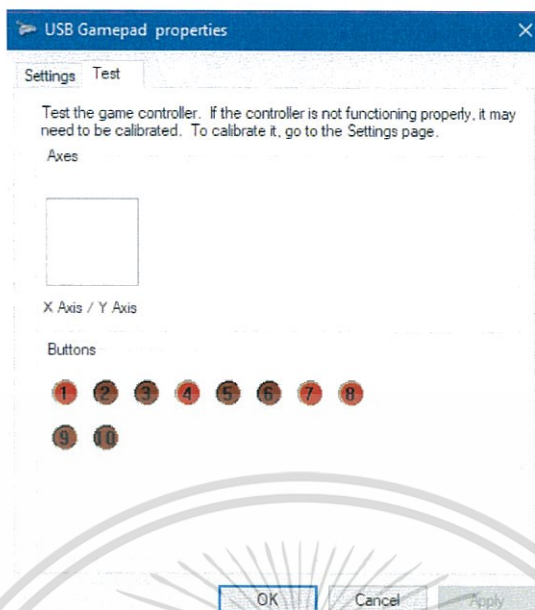 USB Gamepad properties
Settings Test
Test the game controller. If the controller is not functioning properly, it may
need to be calibrated. To calibrate it, go to the Settings page.
Axes
X Axis / Y Axis
Buttons
1 2 3 4 5 6 7 8
9 10
OK Cancel Apply